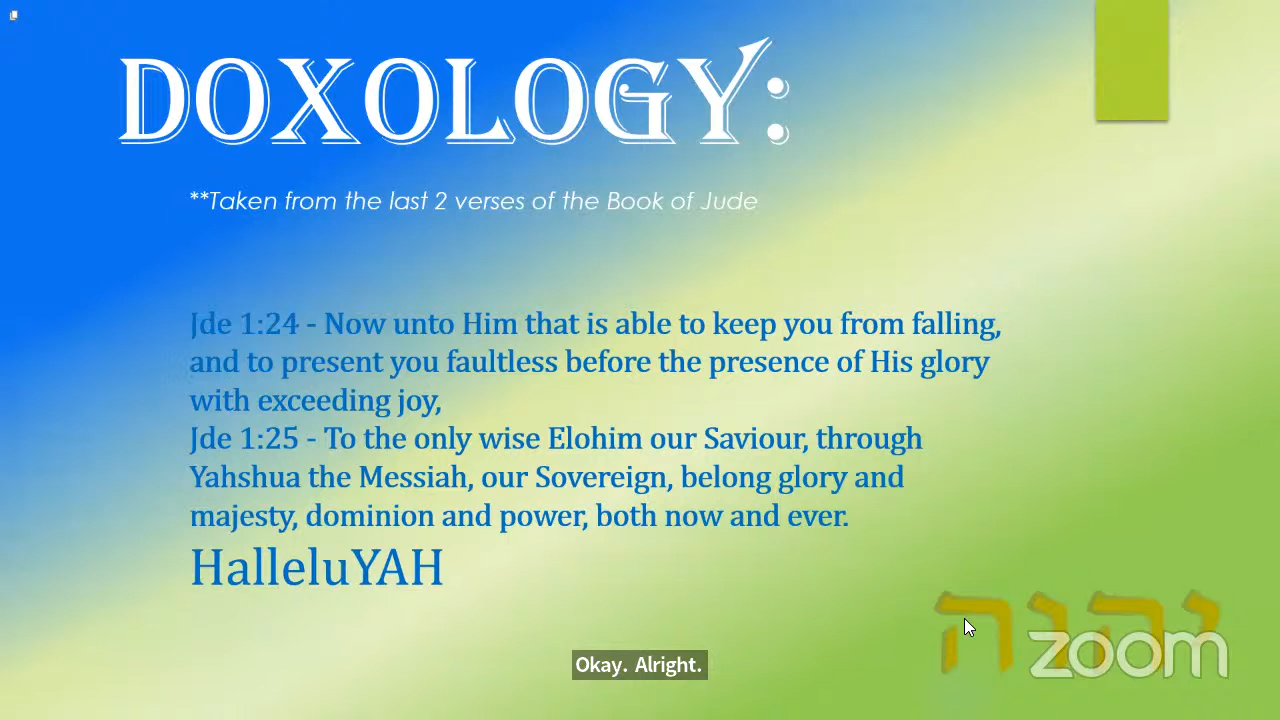 DOXOLOGY:
**Taken from the last 2 verses of the Book of Jude
Jde 1:24 - Now unto Him that is able to keep you from falling,
and to present you faultless before the presence of His glory
with exceeding joy,
Jde 1:25 - To the only wise Elohim our Saviour, through
Yahshua the Messiah, our Sovereign, belong glory and
majesty, dominion and power, both now and ever.
HalleluYAH
יהוה
zoom
Okay. Alright.